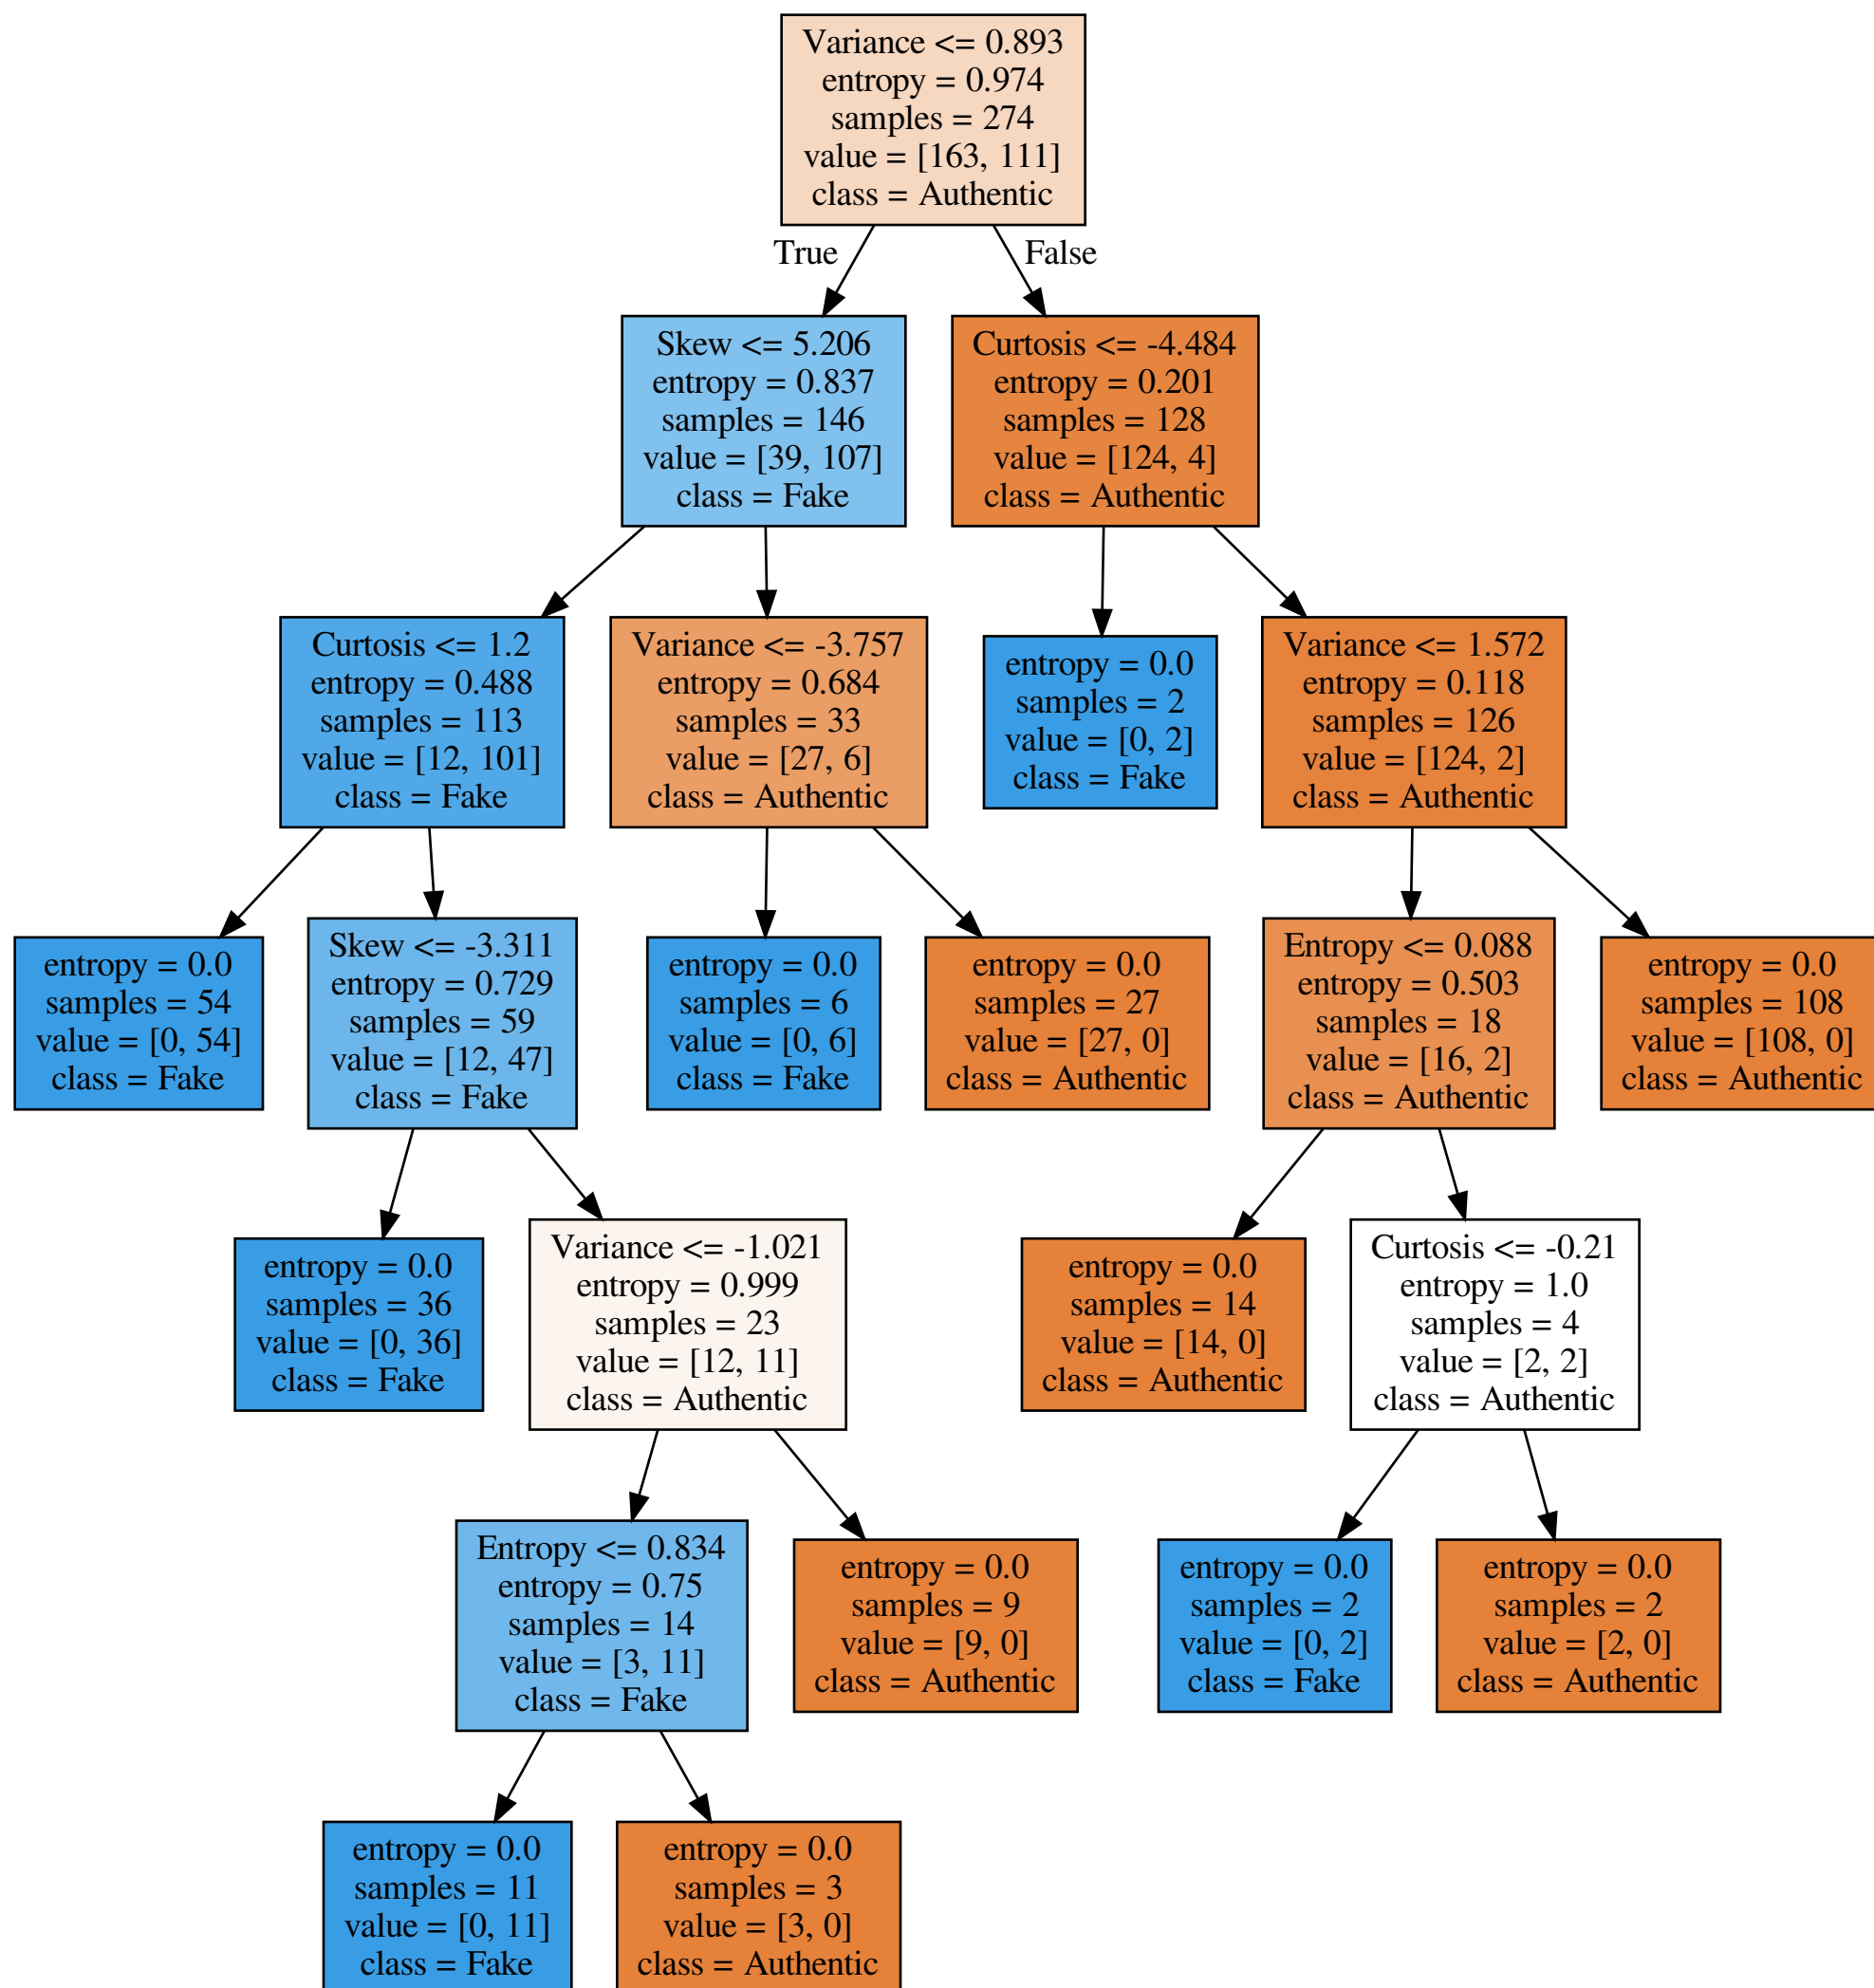 Variance <= 0.893
entropy = 0.974
samples = 274
value = [163, 111]
class = Authentic
True
False
Skew <= 5.206
entropy = 0.837
samples = 146
value = [39, 107]
class = Fake
Curtosis <= -4.484
entropy = 0.201
samples = 128
value = [124, 4]
class = Authentic
Curtosis <= 1.2
entropy = 0.488
samples = 113
value = [12, 101]
class = Fake
Variance <= -3.757
entropy = 0.684
samples = 33
value = [27, 6]
class = Authentic
entropy = 0.0
samples = 2
value = [0, 2]
class = Fake
Variance <= 1.572
entropy = 0.118
samples = 126
value = [124, 2]
class = Authentic
entropy = 0.0
samples = 54
value = [0, 54]
class = Fake
Skew <= -3.311
entropy = 0.729
samples = 59
value = [12, 47]
class = Fake
entropy = 0.0
samples = 6
value = [0, 6]
class = Fake
entropy = 0.0
samples = 27
value = [27, 0]
class = Authentic
Entropy <= 0.088
entropy = 0.503
samples = 18
value = [16, 2]
class = Authentic
entropy = 0.0
samples = 108
value = [108, 0]
class = Authentic
entropy = 0.0
samples = 36
value = [0, 36]
class = Fake
Variance <= -1.021
entropy = 0.999
samples = 23
value = [12, 11]
class = Authentic
entropy = 0.0
samples = 14
value = [14, 0]
class = Authentic
Curtosis <= -0.21
entropy = 1.0
samples = 4
value = [2, 2]
class = Authentic
Entropy <= 0.834
entropy = 0.75
samples = 14
value = [3, 11]
class = Fake
entropy = 0.0
samples = 9
value = [9, 0]
class = Authentic
entropy = 0.0
samples = 2
value = [0, 2]
class = Fake
entropy = 0.0
samples = 2
value = [2, 0]
class = Authentic
entropy = 0.0
samples = 11
value = [0, 11]
class = Fake
entropy = 0.0
samples = 3
value = [3, 0]
class = Authentic